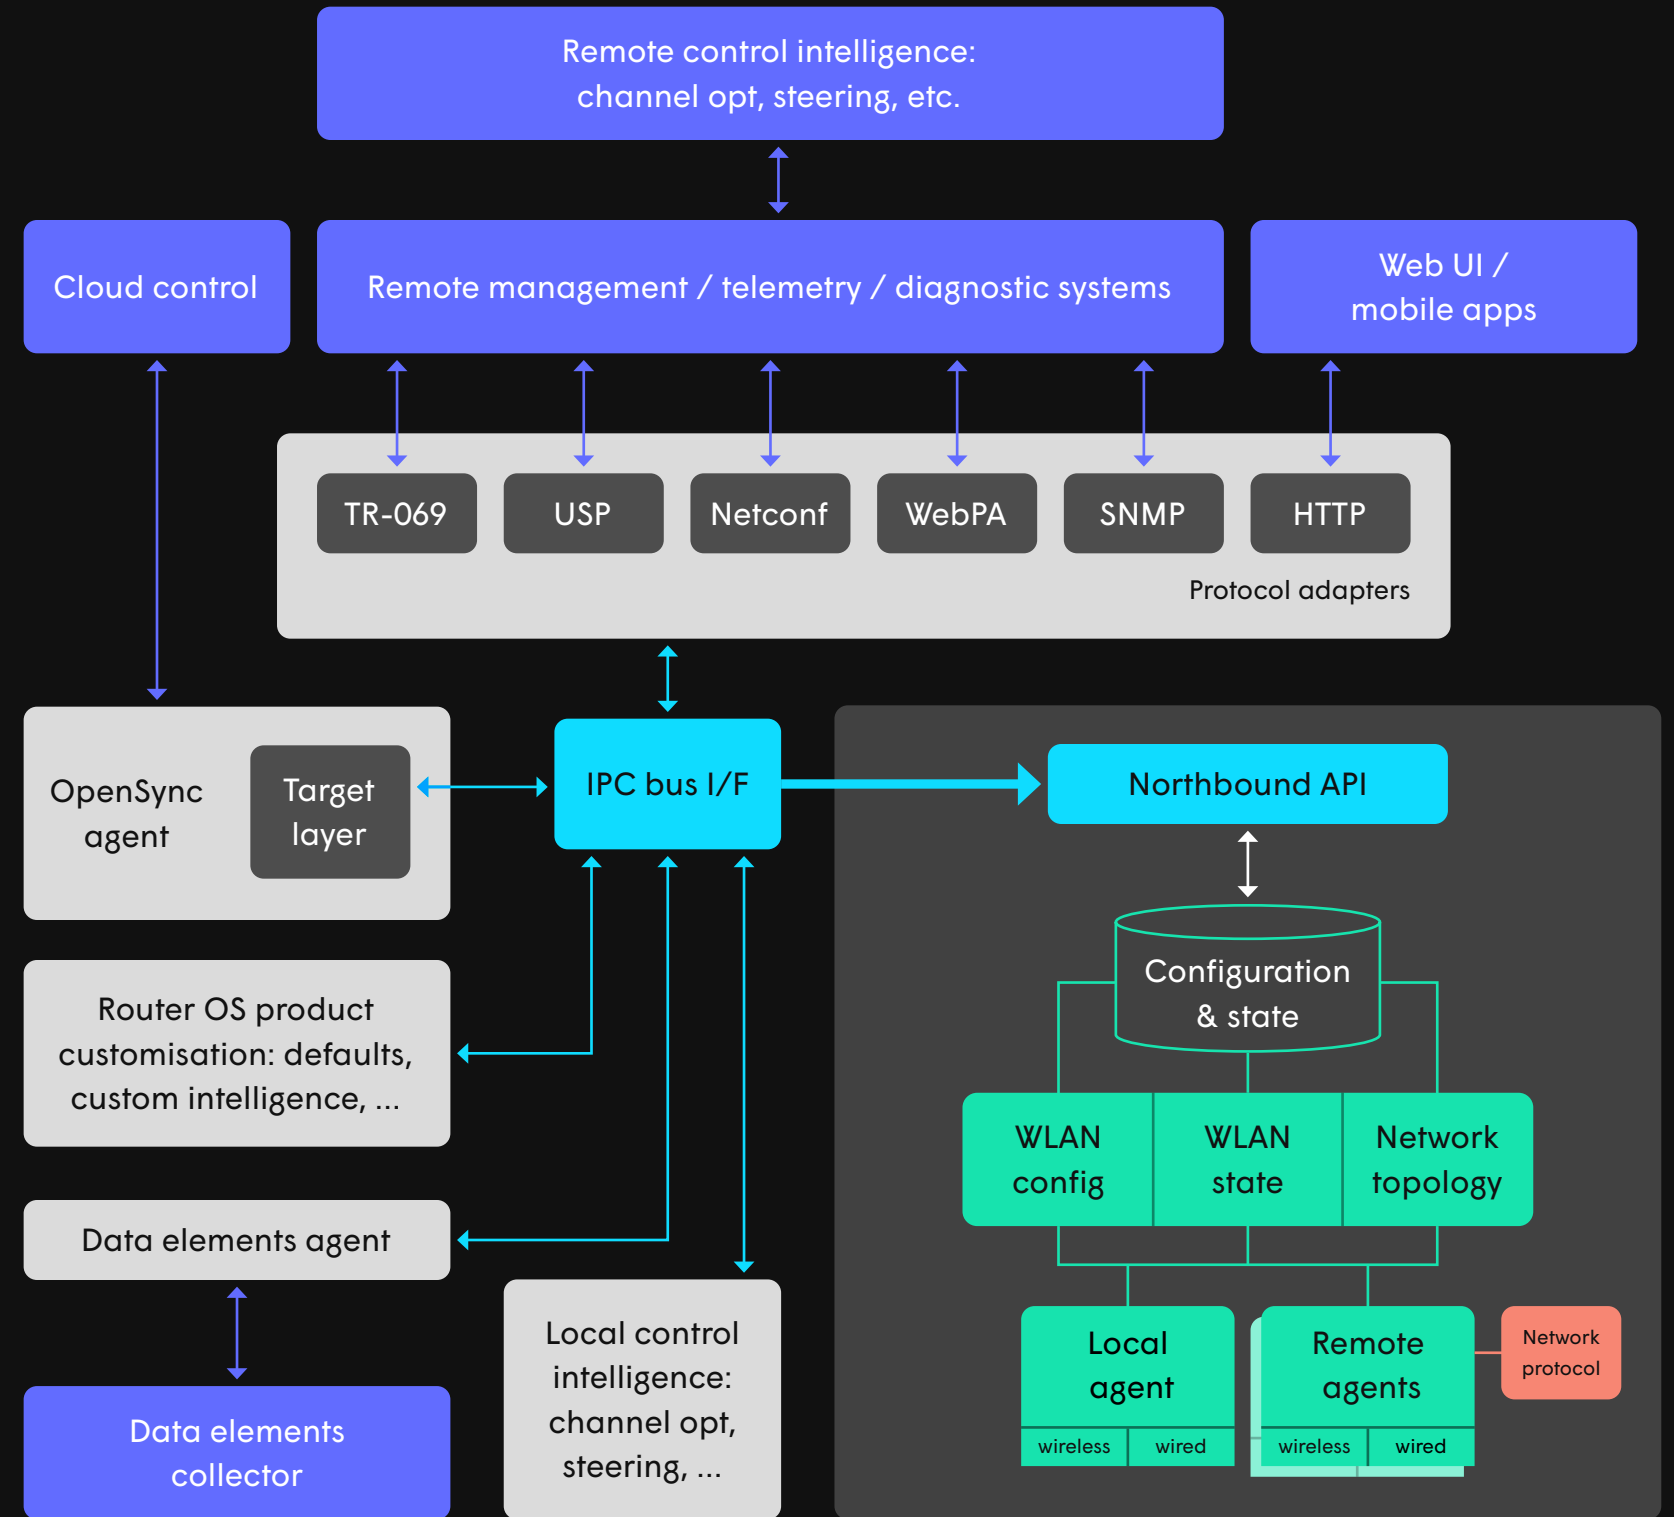 Remote control intelligence:
channel opt, steering, etc.
Cloud control
Remote management / telemetry / diagnostic systems
Web UI /
mobile apps
TR-069
USP
Netconf
WebPA
SNMP
HTTP
Protocol adapters
OpenSync
agent
Target
layer
IPC bus I/F
Northbound API
Configuration
& state
Router OS product
customisation: defaults,
custom intelligence, ...
WLAN
config
WLAN
state
Network
topology
Data elements agent
Local control
intelligence:
channel opt,
steering, ...
Local
agent
wireless
wired
Remote
agents
wireless
wired
Network
protocol
Data elements
collector